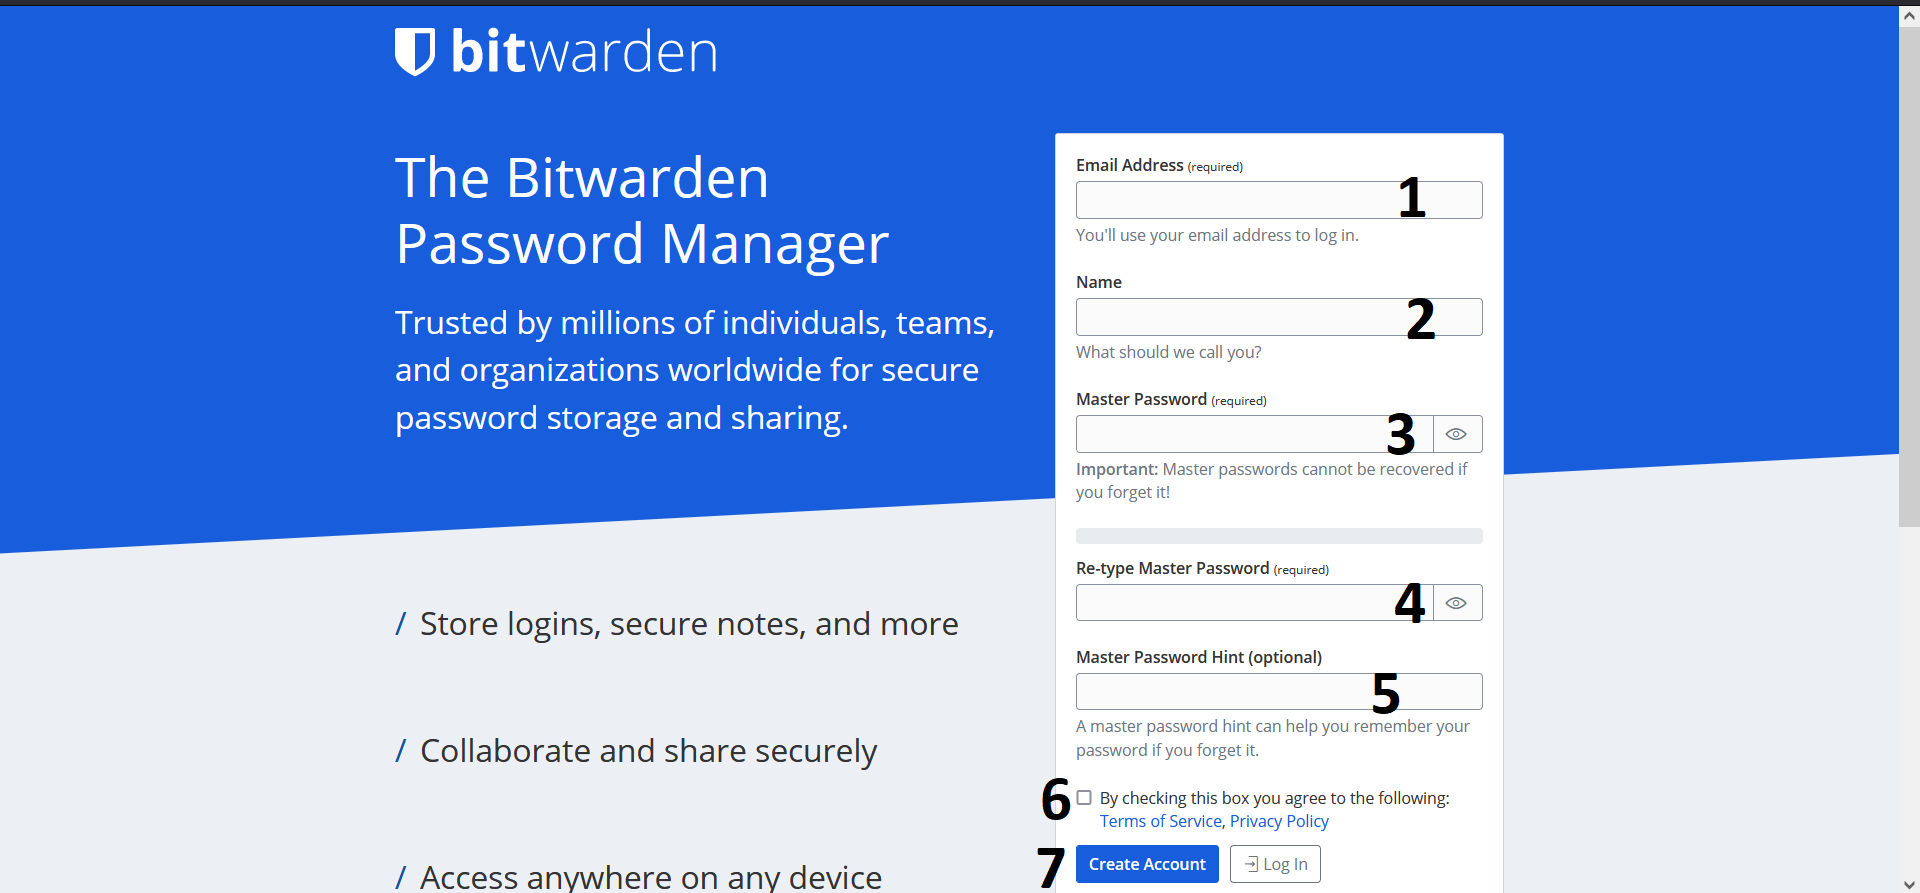 bitwarden
The Bitwarden
Password Manager
Trusted by millions of individuals, teams,
and organizations worldwide for secure
password storage and sharing.
/ Store logins, secure notes, and more
/ Collaborate and share securely
/ Access anywhere on any device
Email Address (required)
1
You'll use your email address to log in.
Name
2
What should we call you?
Master Password (required)
3
Important: Master passwords cannot be recovered if
you forget it!
Re-type Master Password (required)
4
Master Password Hint (optional)
5
A master password hint can help you remember your
password if you forget it.
6 By checking this box you agree to the following:
Terms of Service, Privacy Policy
7 Create Account Log In